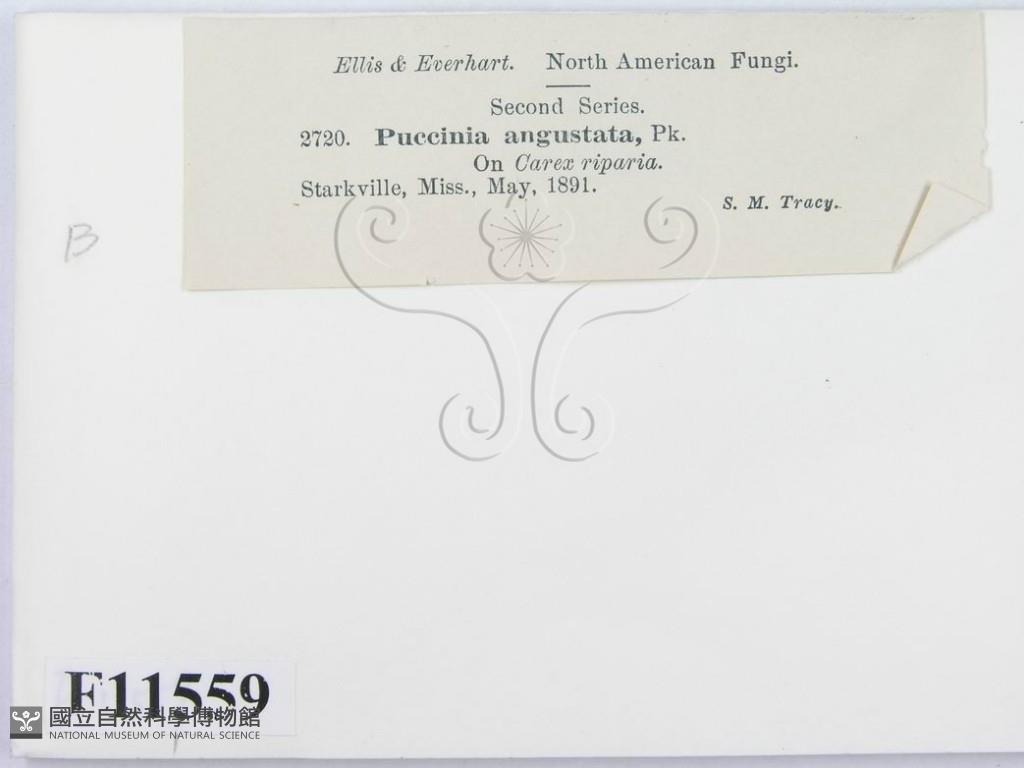 Ellis & Everhart. North American Fungi.
Second Series.
2720. Puccinia angustata, Pk.
On Carex riparia.
Starkville, Miss., May, 1891.
S. M. Tracy.
B
F11559
國立自然科學博物館
NATIONAL MUSEUM OF NATURAL SCIENCE